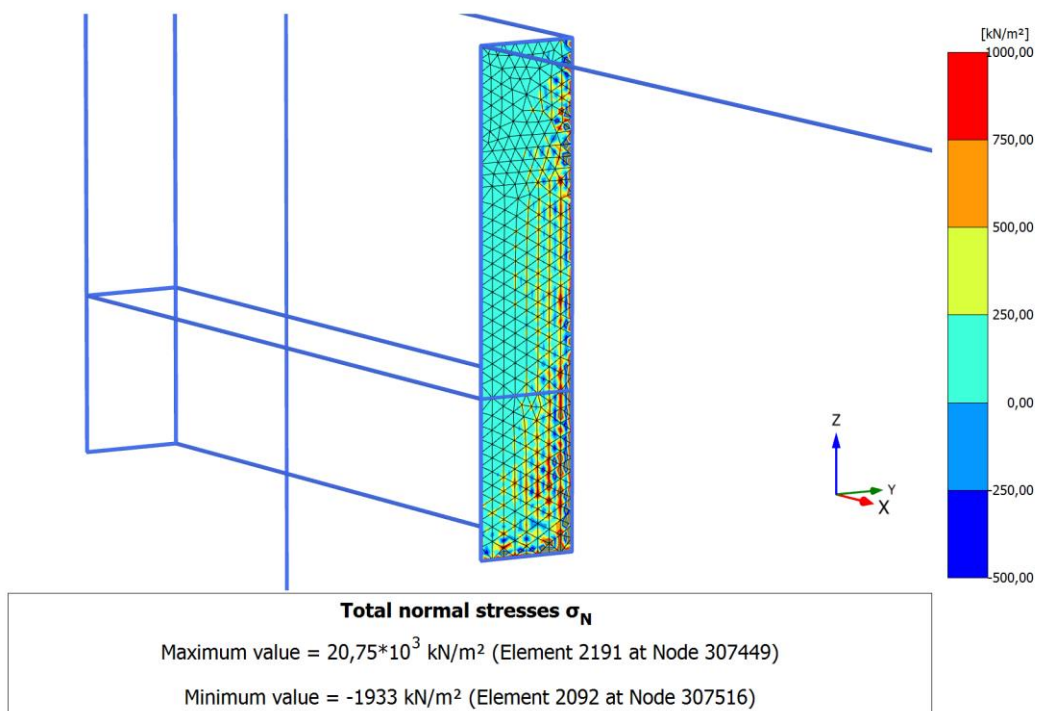 [kN/m²]
1000,00
750,00
500,00
250,00
0,00
-250,00
-500,00
Z
Y
X
Total normal stresses σN
Maximum value = 20,75*10³ kN/m² (Element 2191 at Node 307449)
Minimum value = -1933 kN/m² (Element 2092 at Node 307516)